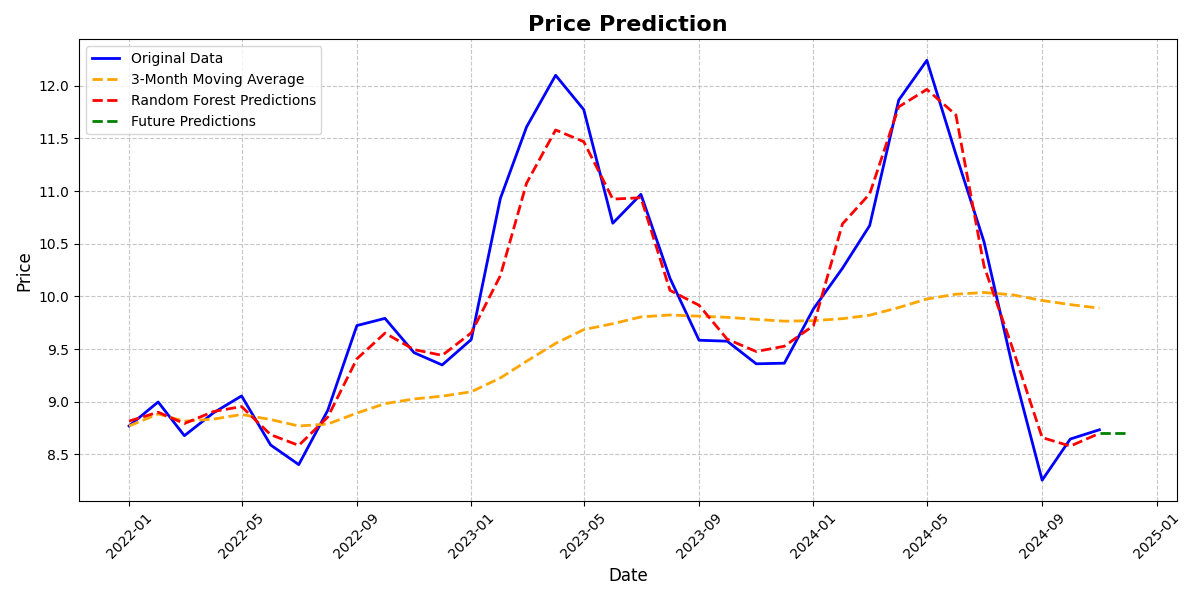 Price Prediction
Original Data
3-Month Moving Average
Random Forest Predictions
Future Predictions
Price
12.0
11.5
11.0
10.5
10.0
9.5
9.0
8.5
2022-01
2022-05
2022-09
2023-01
2023-05
2023-09
2024-01
2024-05
2024-09
2025-01
Date